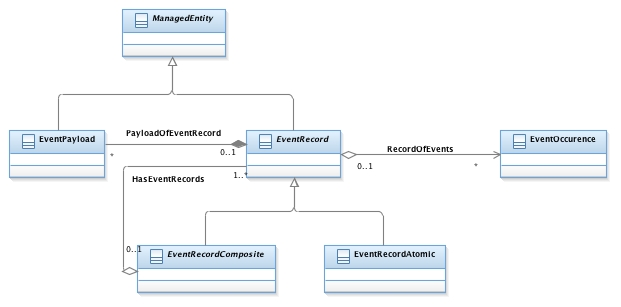 ManagedEntity
EventPayload
PayloadOfEventRecord
EventRecord
RecordOfEvents
EventOccurence
*
0..1
0..1
*
HasEventRecords
1..*
0..1
EventRecordComposite
EventRecordAtomic